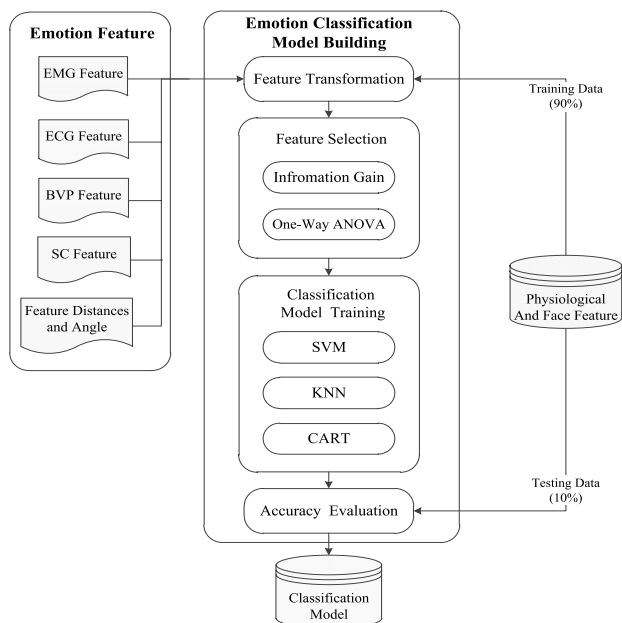 Emotion Feature
EMG Feature
ECG Feature
BVP Feature
SC Feature
Feature Distances
and Angle
Emotion Classification
Model Building
Feature Transformation
Feature Selection
Infromation Gain
One-Way ANOVA
Classification
Model Training
SVM
KNN
CART
Accuracy Evaluation
Classification
Model
Training Data
(90%)
Physiological
And Face Feature
Testing Data
(10%)